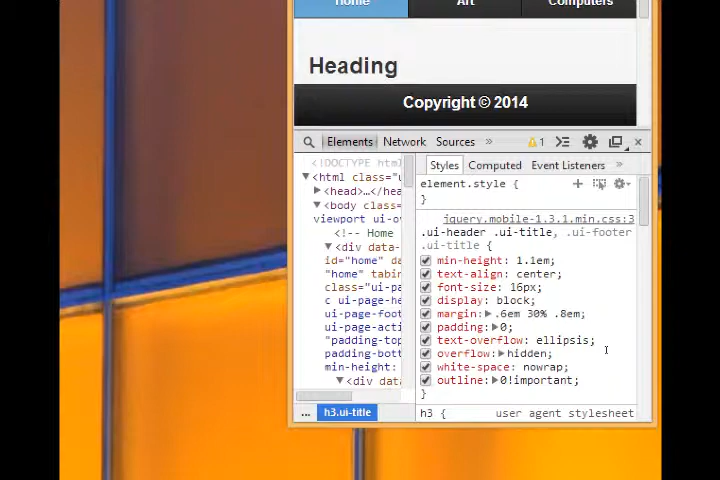 Home Art Computers
Heading
Copyright © 2014
Elements Network Sources » 1
<!DOCTYPE html
<html class="u
<head>…</head>
<body class="
viewport ui-ov
<!-- Home
<div data-
id="home" da
"home" tabin
class="ui-pa
c ui-page-he
ui-page-foo
ui-page-acti
"padding-top
padding-bott
min-height:
<div data
... h3.ui-title
Styles Computed Event Listeners »
element.style {
}
jquery.mobile-1.3.1.min.css:3
.ui-header .ui-title, .ui-footer
.ui-title {
min-height: 1.1em;
text-align: center;
font-size: 16px;
display: block;
margin: .6em 30% .8em;
padding: 0;
text-overflow: ellipsis;
overflow: hidden;
white-space: nowrap;
outline: 0!important;
}
h3 { user agent stylesheet